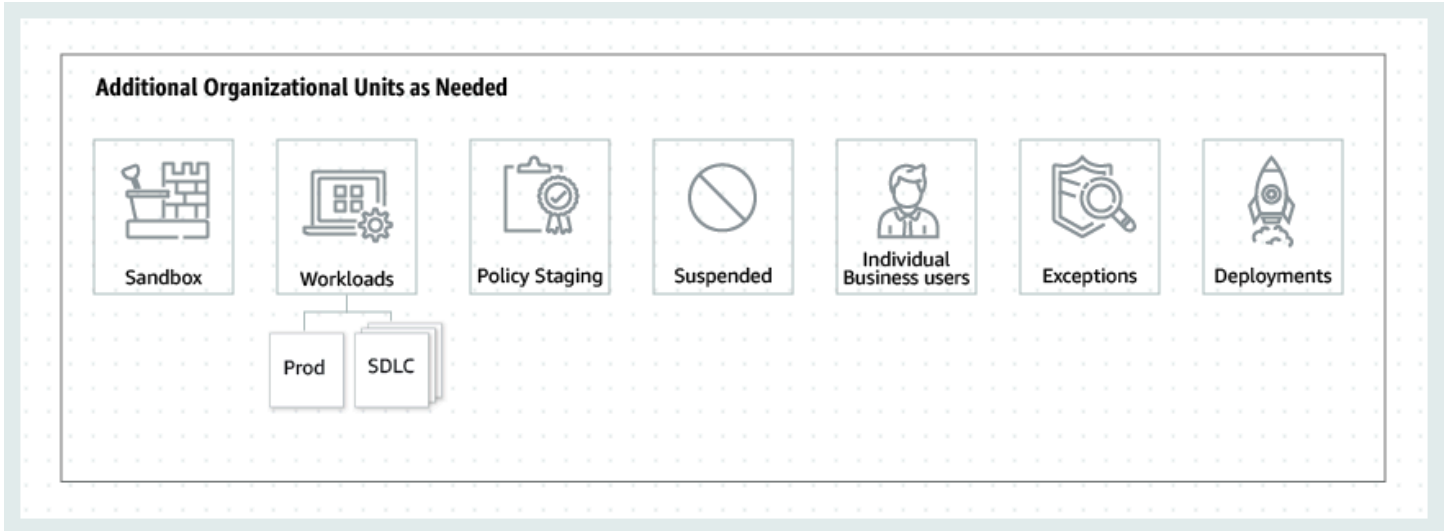 Additional Organizational Units as Needed
Sandbox
Workloads
Policy Staging
Suspended
Individual
Business users
Exceptions
Deployments
Prod
SDLC